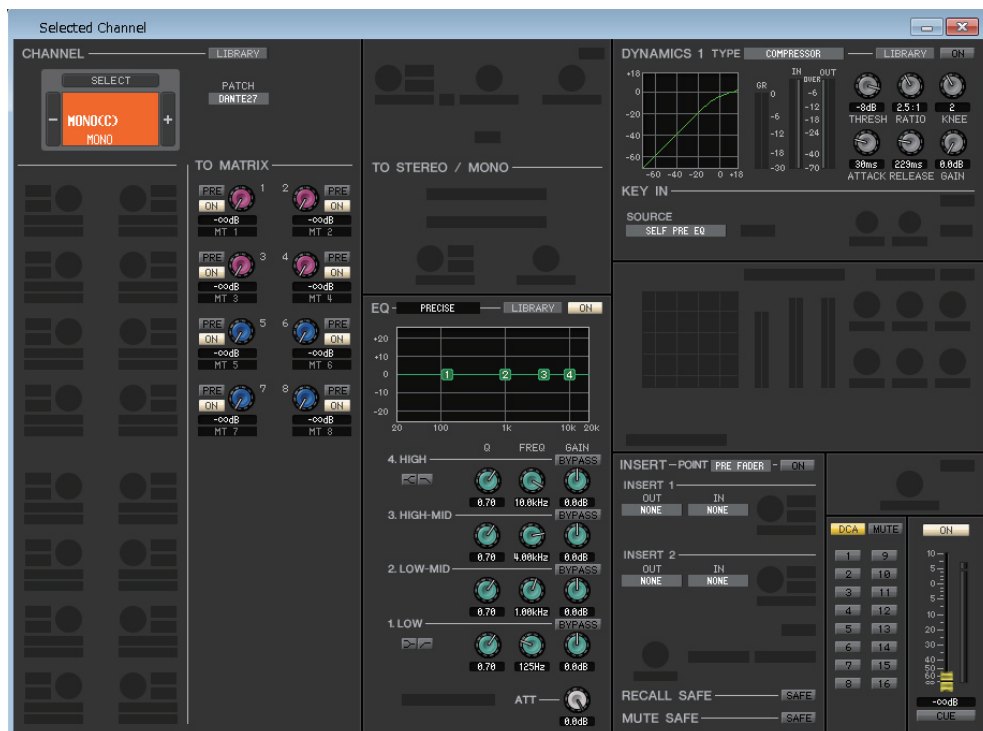 Selected Channel
CHANNEL
LIBRARY
SELECT
- MONO(C) +
MONO
PATCH
DANTE27
TO MATRIX
PRE 1 2 PRE
ON ON
-∞dB -∞dB
MT 1 MT 2
PRE 3 4 PRE
ON ON
-∞dB -∞dB
MT 3 MT 4
PRE 5 6 PRE
ON ON
-∞dB -∞dB
MT 5 MT 6
PRE 7 8 PRE
ON ON
-∞dB -∞dB
MT 7 MT 8
TO STEREO / MONO
EQ PRECISE LIBRARY ON
+20
+10
0
-10
-20
1 2 3 4
20 100 1k 10k 20k
Q FREQ GAIN
4. HIGH BYPASS
0.70 10.0kHz 0.0dB
3. HIGH-MID BYPASS
0.70 4.00kHz 0.0dB
2. LOW-MID BYPASS
0.70 1.00kHz 0.0dB
1. LOW BYPASS
0.70 125Hz 0.0dB
ATT
0.0dB
DYNAMICS 1 TYPE COMPRESSOR LIBRARY ON
+18
0
-20
-40
-60
-60 -40 -20 0 +18
GR
0
-6
-12
-18
-30
IN OUT
OVER
-6
-12
-18
-24
-40
-70
-8dB 2.5:1 2
THRESH RATIO KNEE
30ms 229ms 0.0dB
ATTACK RELEASE GAIN
KEY IN
SOURCE
SELF PRE EQ
INSERT POINT PRE FADER ON
INSERT 1
OUT IN
NONE NONE
INSERT 2
OUT IN
NONE NONE
RECALL SAFE SAFE
MUTE SAFE SAFE
DCA MUTE
1 9
2 10
3 11
4 12
5 13
6 14
7 15
8 16
ON
10
5
0
5
10
20
30
40
50
60
∞
-∞dB
CUE